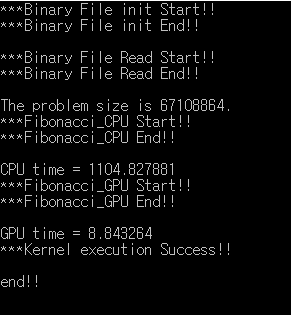 ***Binary File init Start!!
***Binary File init End!!
***Binary File Read Start!!
***Binary File Read End!!
The problem size is 67108864.
***Fibonacci_CPU Start!!
***Fibonacci_CPU End!!
CPU time = 1104.827881
***Fibonacci_GPU Start!!
***Fibonacci_GPU End!!
GPU time = 8.843264
***Kernel execution Success!!
end!!